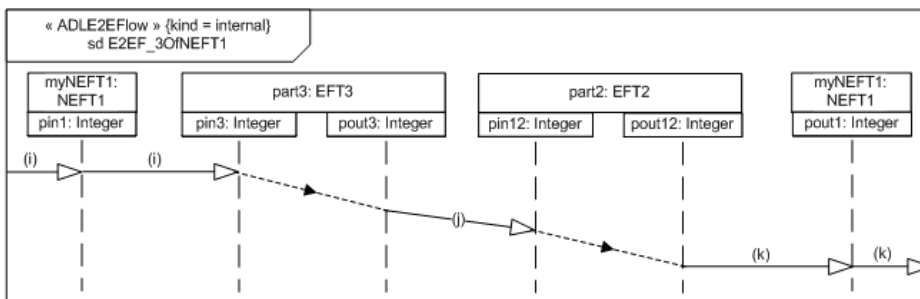 « ADLE2EFlow » {kind = internal}
sd E2EF_3OfNEFT1
myNEFT1:
NEFT1
pin1: Integer
part3: EFT3
pin3: Integer
pout3: Integer
part2: EFT2
pin12: Integer
pout12: Integer
myNEFT1:
NEFT1
pout1: Integer
(i)
(i)
(j)
(k)
(k)